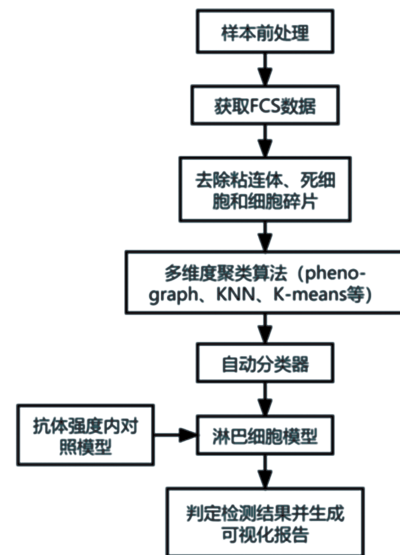 样本前处理
获取FCS数据
去除粘连体、死细
胞和细胞碎片
多维度聚类算法（pheno-
graph、KNN、K-means等）
自动分类器
抗体强度内对
照模型
淋巴细胞模型
判定检测结果并生成
可视化报告